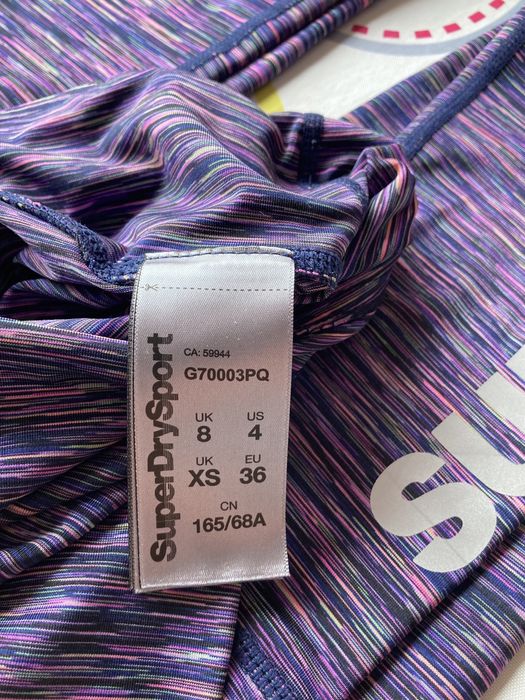 SuperDrySport
CA: 59944
G70003PQ
UK US
8 4
UK EU
XS 36
CN
165/68A
su